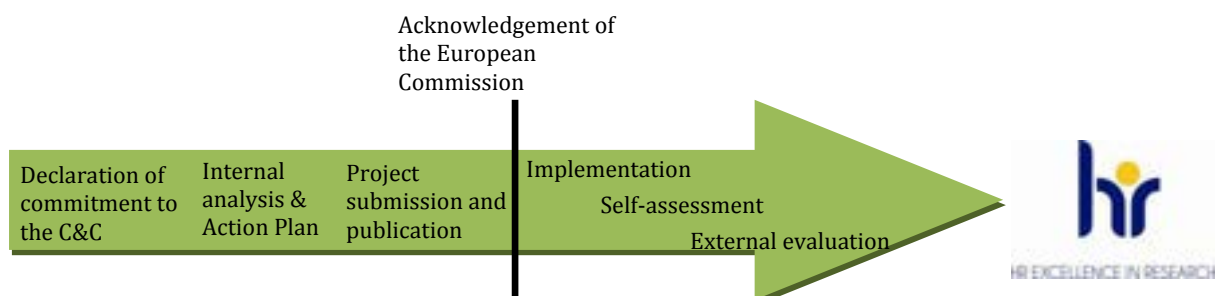 Acknowledgement of
the European
Commission
Declaration of
commitment to
the C&C
Internal
analysis &
Action Plan
Project
submission and
publication
Implementation
Self-assessment
External evaluation
hr
HR EXCELLENCE IN RESEARCH